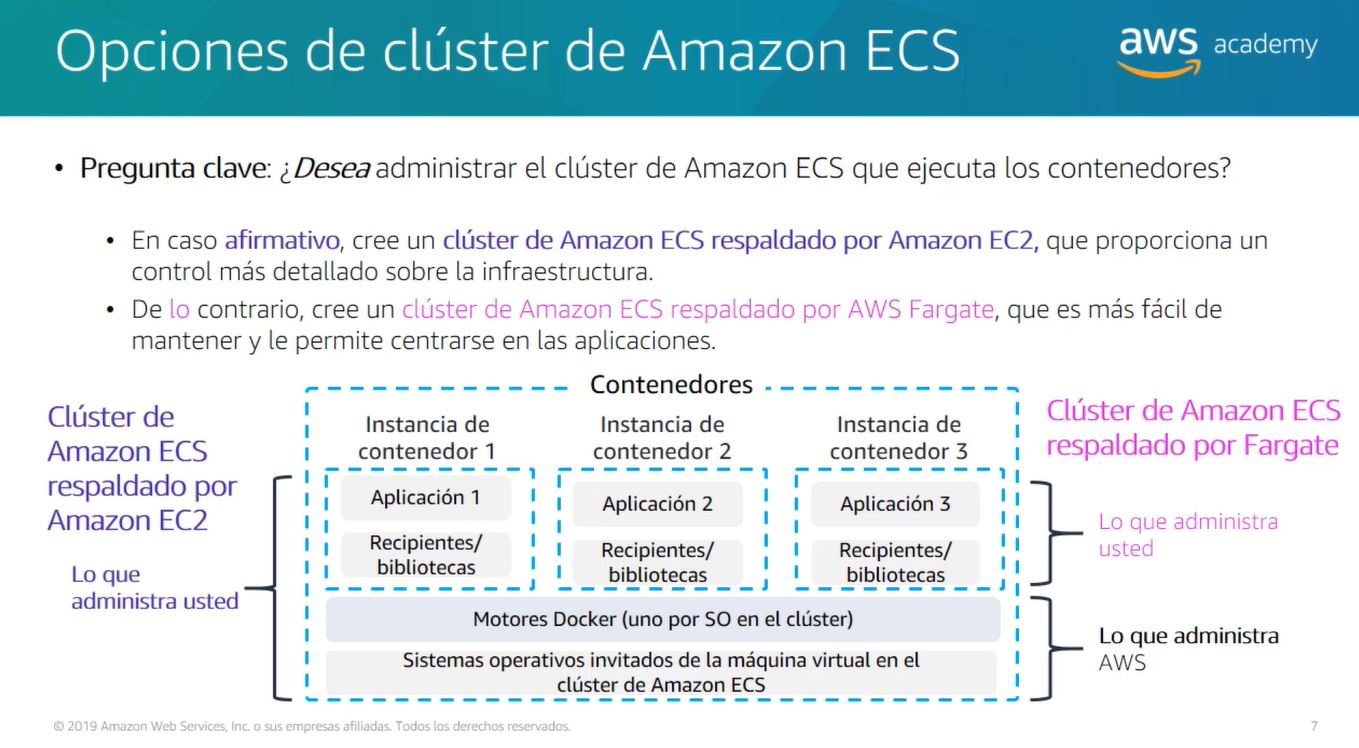 Opciones de clúster de Amazon ECS
aws academy
• Pregunta clave: ¿Desea administrar el clúster de Amazon ECS que ejecuta los contenedores?
• En caso afirmativo, cree un clúster de Amazon ECS respaldado por Amazon EC2, que proporciona un
control más detallado sobre la infraestructura.
• De lo contrario, cree un clúster de Amazon ECS respaldado por AWS Fargate, que es más fácil de
mantener y le permite centrarse en las aplicaciones.
Clúster de
Amazon ECS
respaldado por
Amazon EC2
Lo que
administra usted
Contenedores
Instancia de
contenedor 1
Aplicación 1
Recipientes/
bibliotecas
Instancia de
contenedor 2
Aplicación 2
Recipientes/
bibliotecas
Instancia de
contenedor 3
Aplicación 3
Recipientes/
bibliotecas
Motores Docker (uno por SO en el clúster)
Sistemas operativos invitados de la máquina virtual en el
clúster de Amazon ECS
Clúster de Amazon ECS
respaldado por Fargate
Lo que administra
usted
Lo que administra
AWS
© 2019 Amazon Web Services, Inc. o sus empresas afiliadas. Todos los derechos reservados.
7